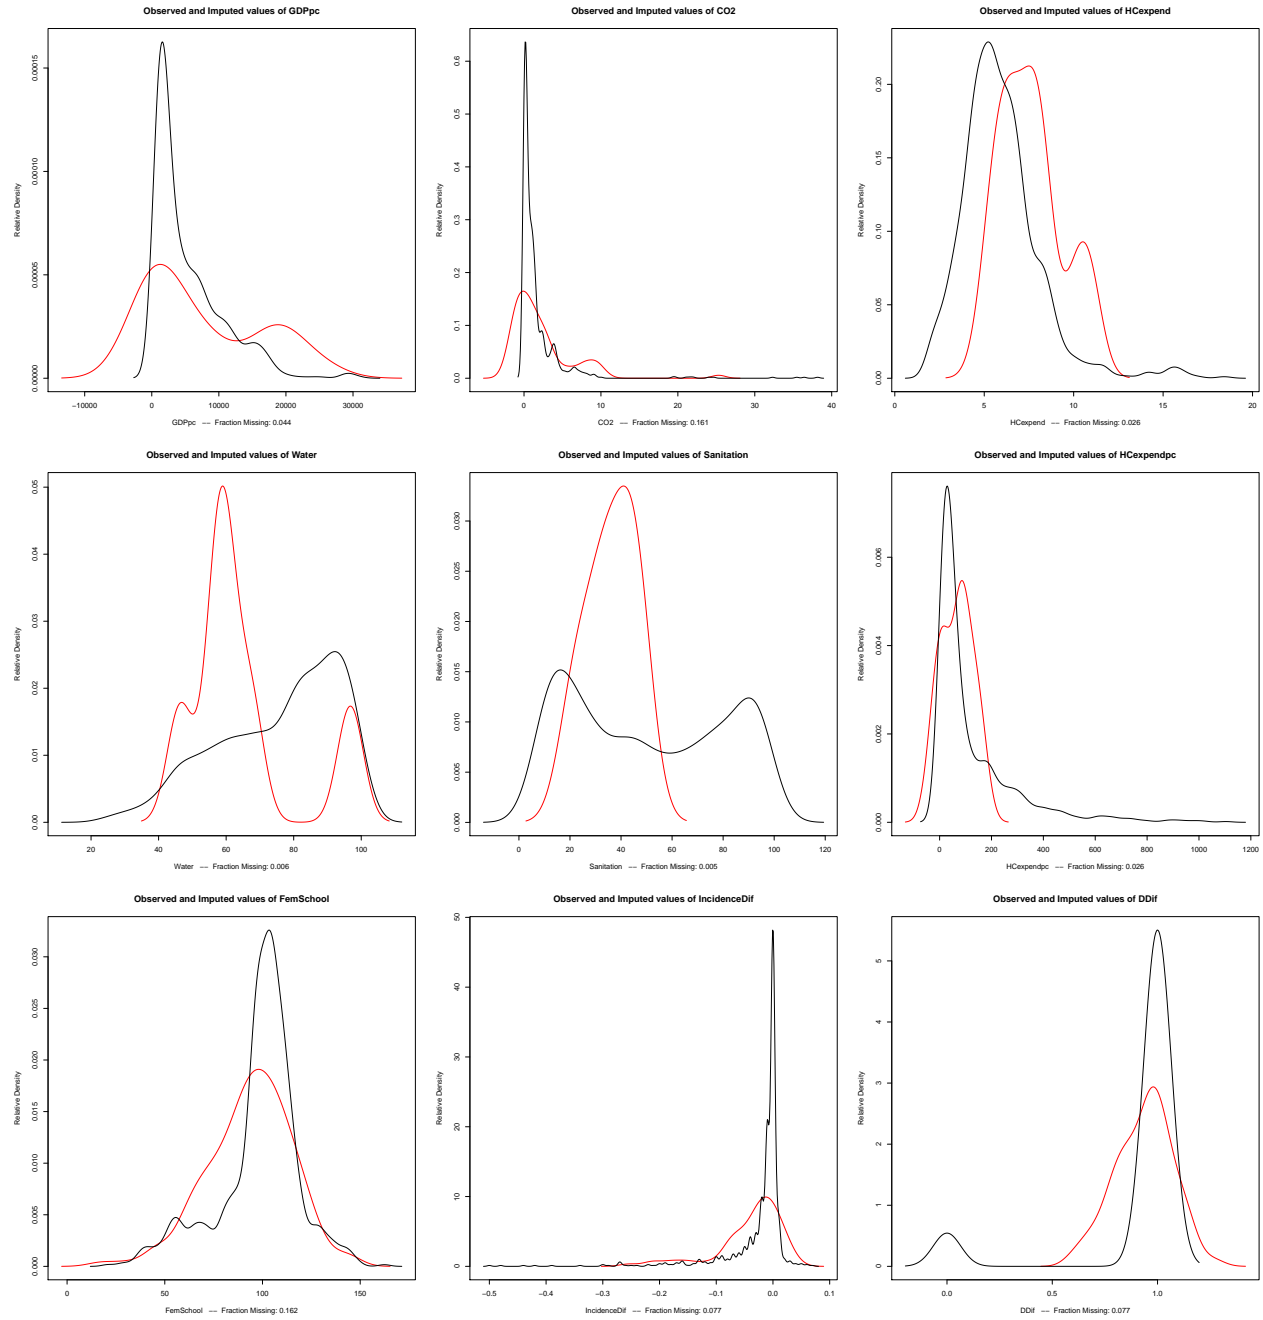 Observed and Imputed values of GDPpc
Relative Density
0.00000 0.00005 0.00010 0.00015
−10000 0 10000 20000 30000
GDPpc −− Fraction Missing: 0.044
Observed and Imputed values of CO2
Relative Density
0.0 0.1 0.2 0.3 0.4 0.5 0.6
0 10 20 30 40
CO2 −− Fraction Missing: 0.161
Observed and Imputed values of HCexpend
Relative Density
0.00 0.05 0.10 0.15 0.20
0 5 10 15 20
HCexpend −− Fraction Missing: 0.026
Observed and Imputed values of Water
Relative Density
0.00 0.01 0.02 0.03 0.04 0.05
20 40 60 80 100
Water −− Fraction Missing: 0.006
Observed and Imputed values of Sanitation
Relative Density
0.000 0.005 0.010 0.015 0.020 0.025 0.030
0 20 40 60 80 100 120
Sanitation −− Fraction Missing: 0.005
Observed and Imputed values of HCexpendpc
Relative Density
0.000 0.002 0.004 0.006
0 200 400 600 800 1000 1200
HCexpendpc −− Fraction Missing: 0.026
Observed and Imputed values of FemSchool
Relative Density
0.000 0.005 0.010 0.015 0.020 0.025 0.030
0 50 100 150
FemSchool −− Fraction Missing: 0.162
Observed and Imputed values of IncidenceDif
Relative Density
0 10 20 30 40 50
−0.5 −0.4 −0.3 −0.2 −0.1 0.0 0.1
IncidenceDif −− Fraction Missing: 0.077
Observed and Imputed values of DDif
Relative Density
0 1 2 3 4 5
0.0 0.5 1.0
DDif −− Fraction Missing: 0.077